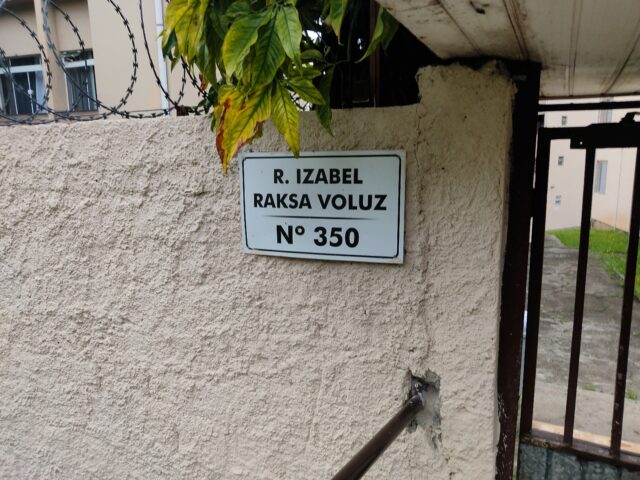 R. IZABEL
RAKSA VOLUZ
Nº 350